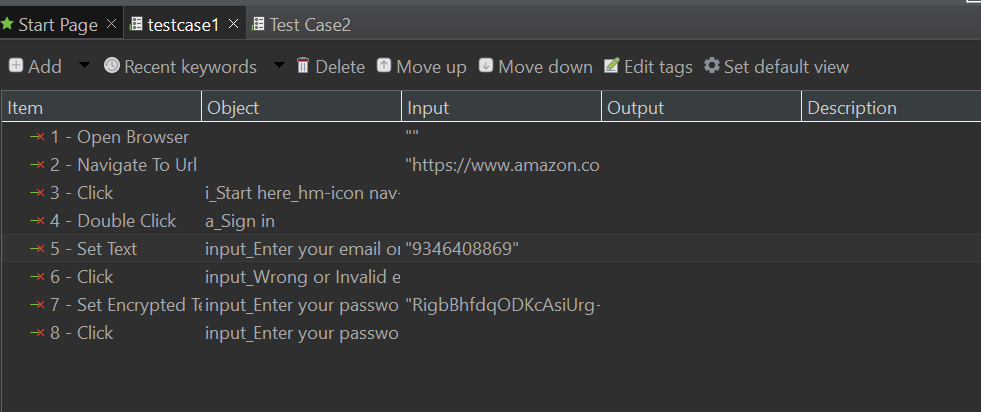 Start Page testcase1 Test Case2
Add Recent keywords Delete Move up Move down Edit tags Set default view
Item Object Input Output Description
1 - Open Browser ""
2 - Navigate To Url "https://www.amazon.co
3 - Click i_Start here_hm-icon nav-
4 - Double Click a_Sign in
5 - Set Text input_Enter your email or "9346408869"
6 - Click input_Wrong or Invalid e
7 - Set Encrypted Te input_Enter your passwo "RigbBhfdqODKcAsiUrg-
8 - Click input_Enter your passwo